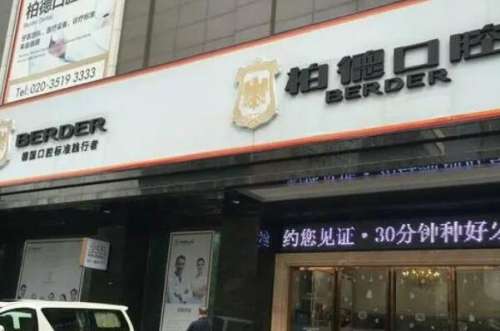 柏德口腔
Tel: 020-3519 3333
柏德口腔
BERDER
BERDER
德国口腔标准践行者
约您见证·30分钟种好